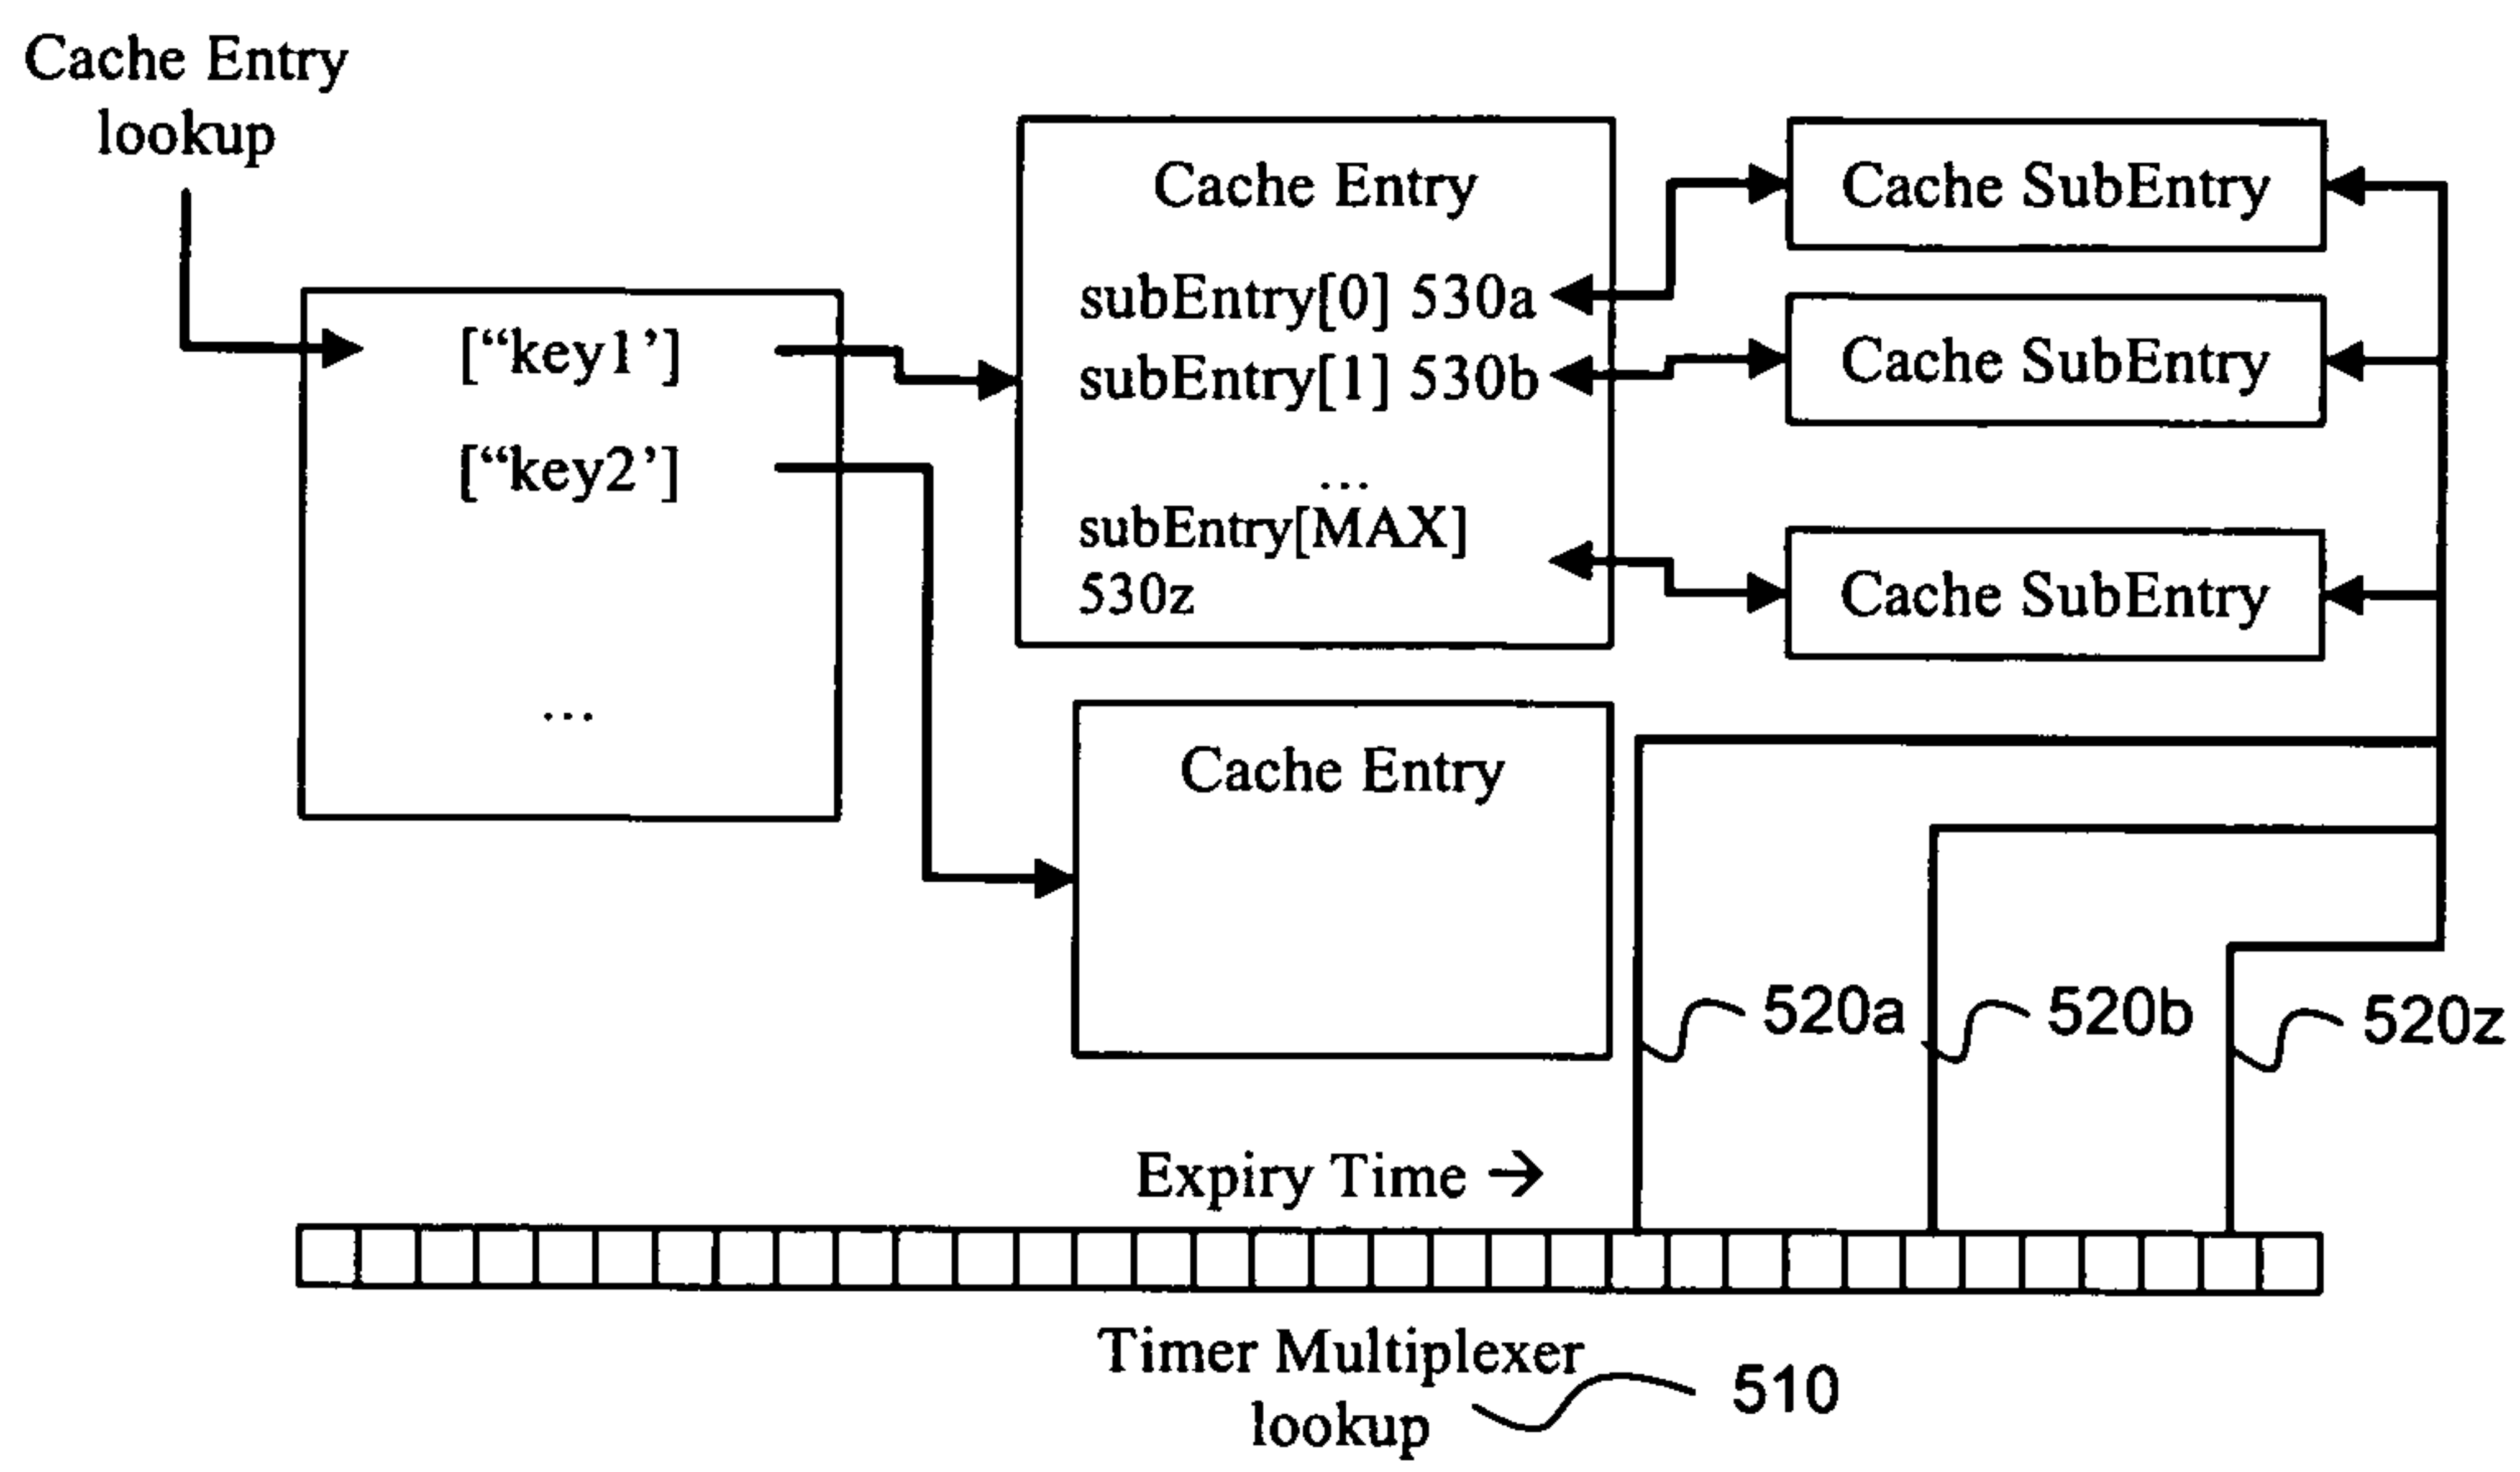 Cache Entry
lookup
[“key1’]
[“key2’]
...
Cache Entry
subEntry[0] 530a
subEntry[1] 530b
...
subEntry[MAX]
530z
Cache SubEntry
Cache SubEntry
Cache SubEntry
Cache Entry
520a
520b
520z
Expiry Time →
Timer Multiplexer
lookup
510